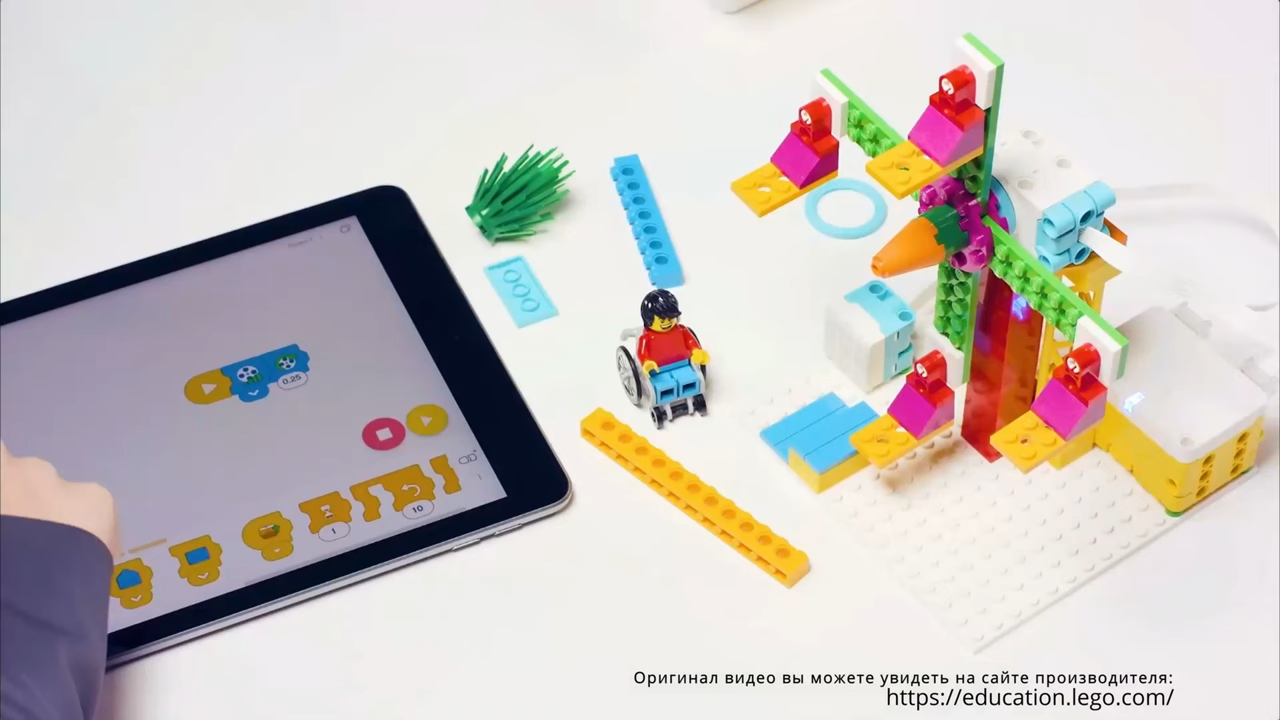 0.25
1
10
Оригинал видео вы можете увидеть на сайте производителя:
https://education.lego.com/